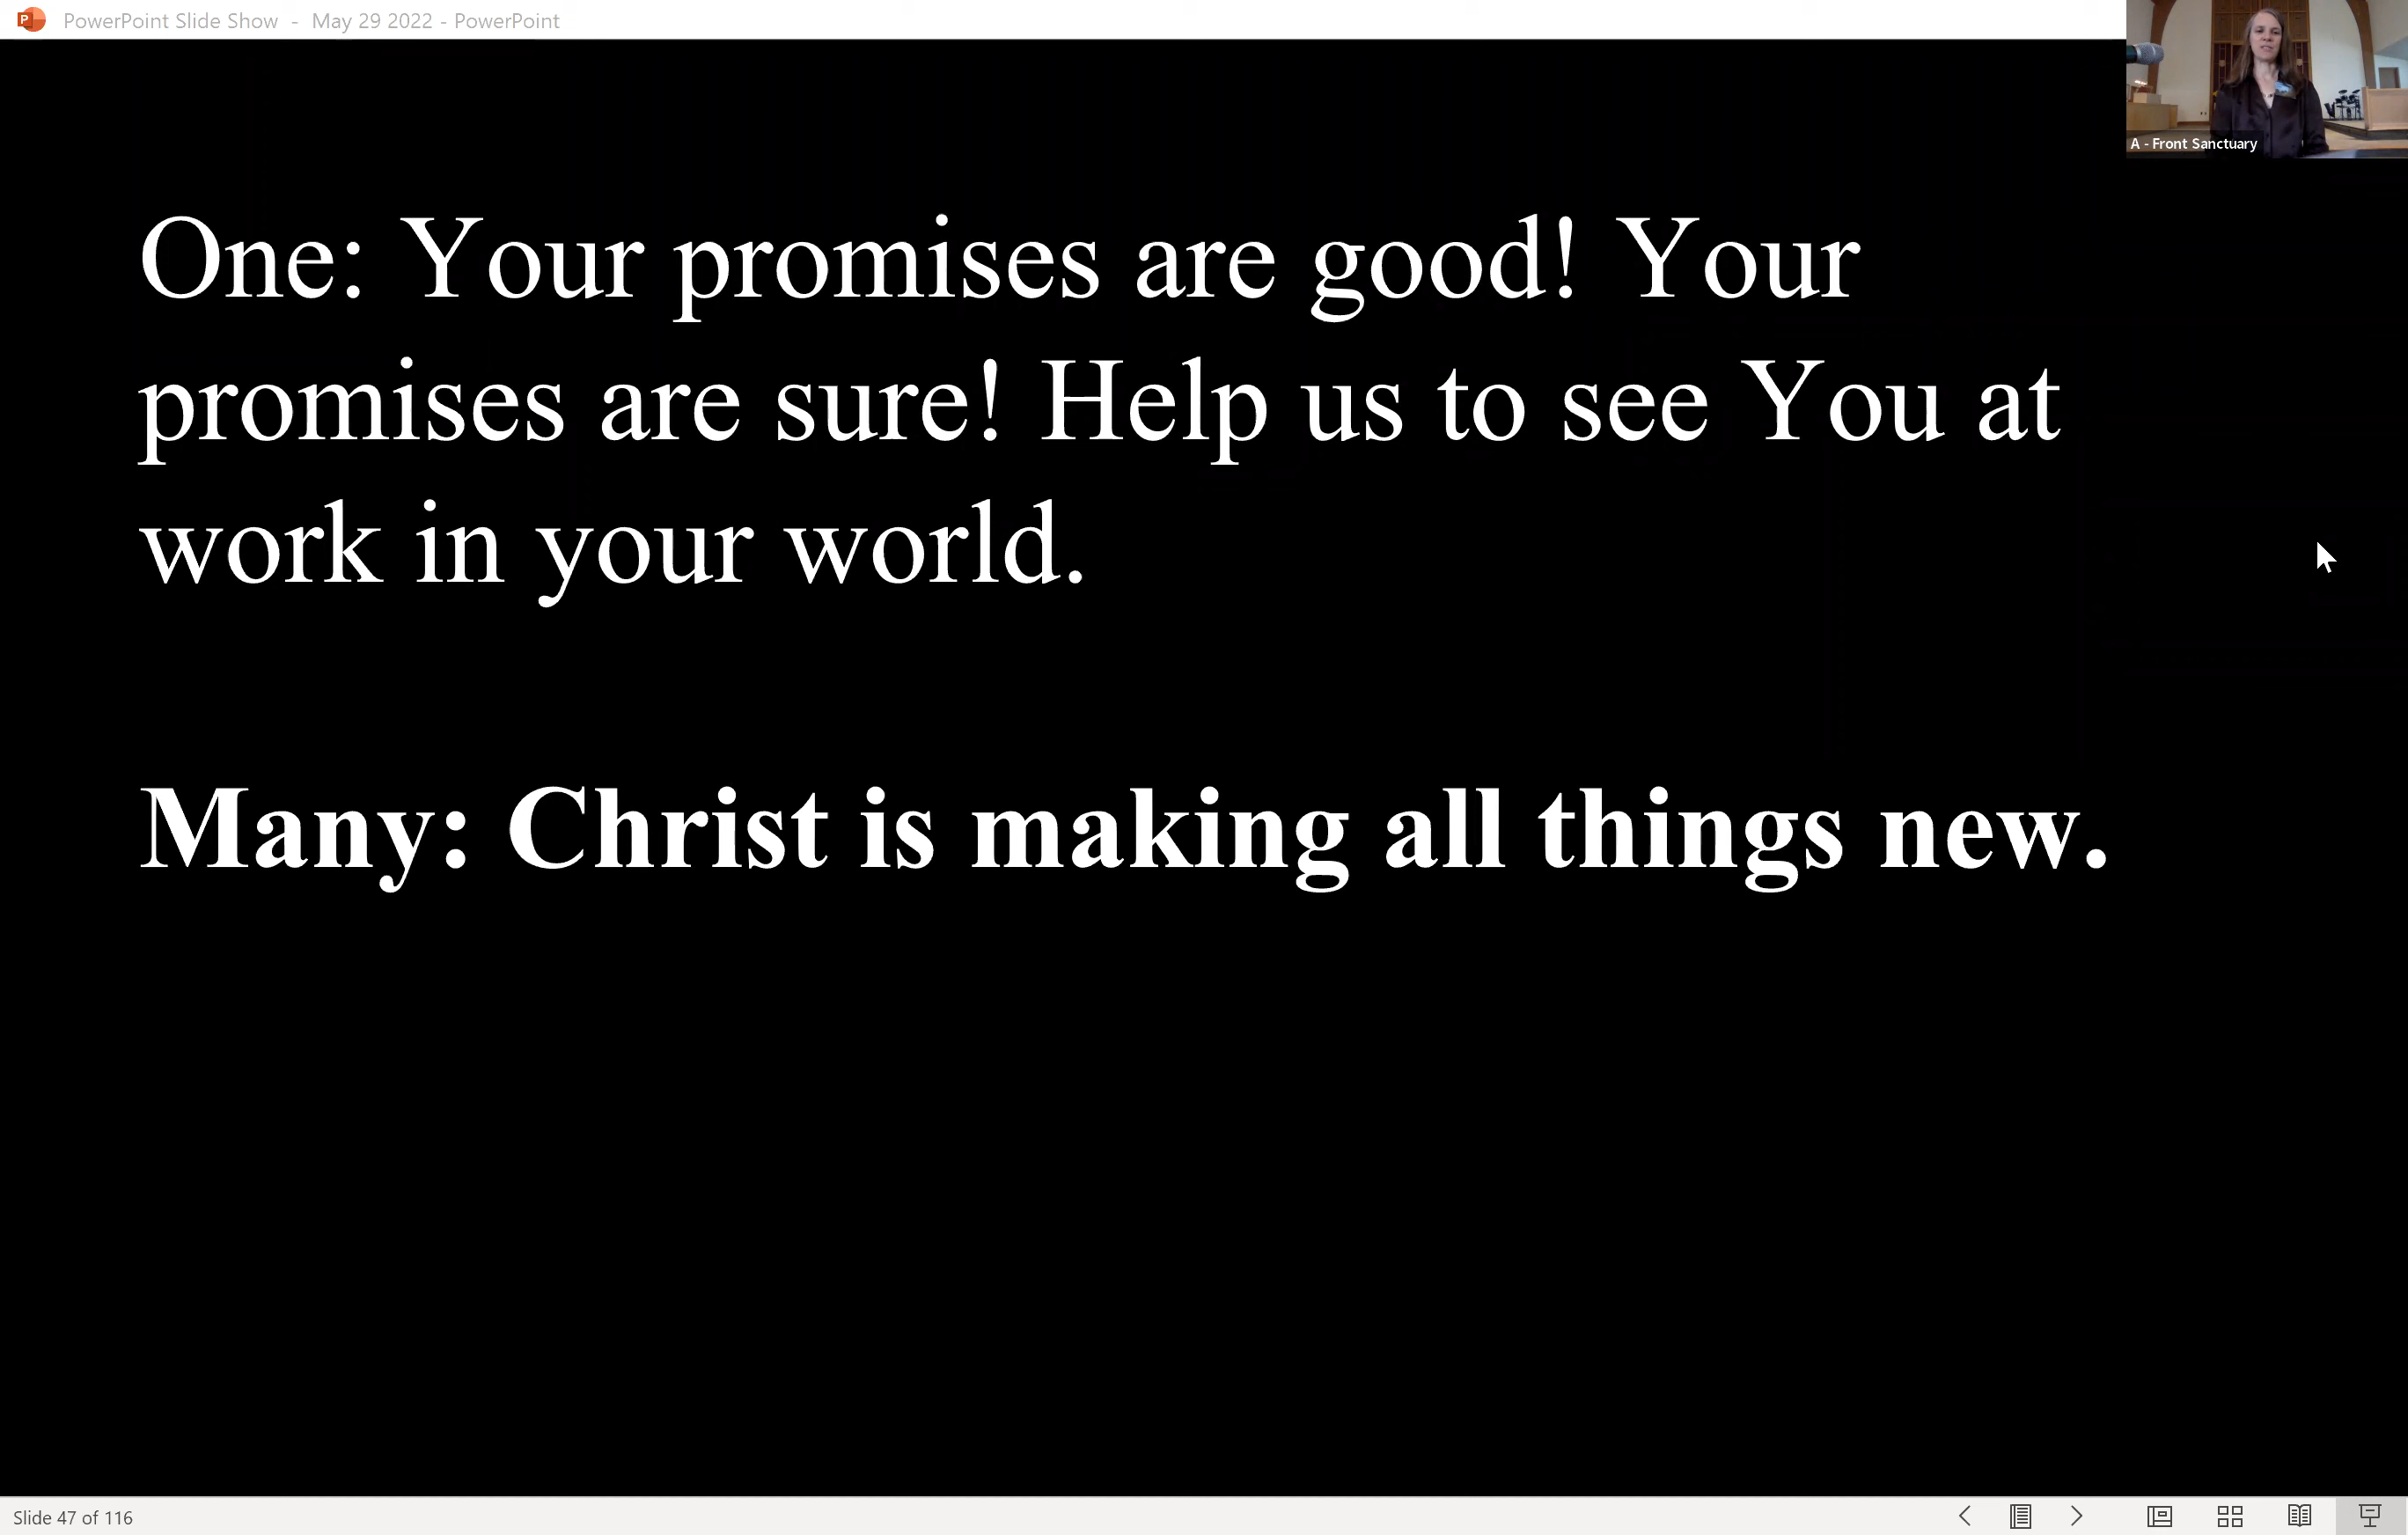 PowerPoint Slide Show - May 29 2022 - PowerPoint
A - Front Sanctuary
One: Your promises are good! Your
promises are sure! Help us to see You at
work in your world.
Many: Christ is making all things new.
Slide 47 of 116